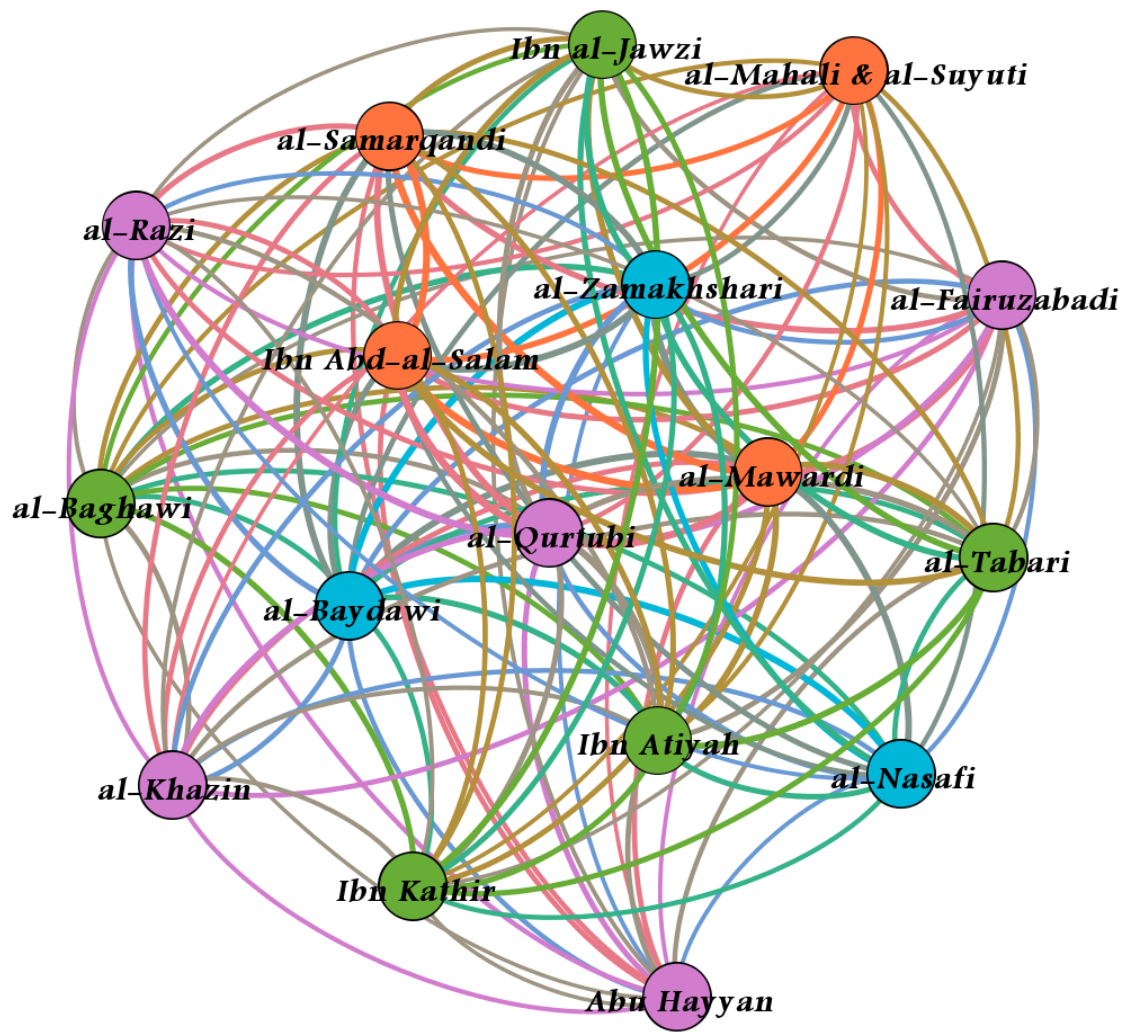 Ibn al-Jawzi
al-Mahali & al-Suyuti
al-Samarqandi
al-Razi
al-Zamakhshari
al-Fairuzabadi
Ibn Abd-al-Salam
al-Mawardi
al-Baghawi
al-Qurtubi
al-Tabari
al-Baydawi
Ibn Atiyah
al-Nasafi
al-Khazin
Ibn Kathir
Abu Hayyan